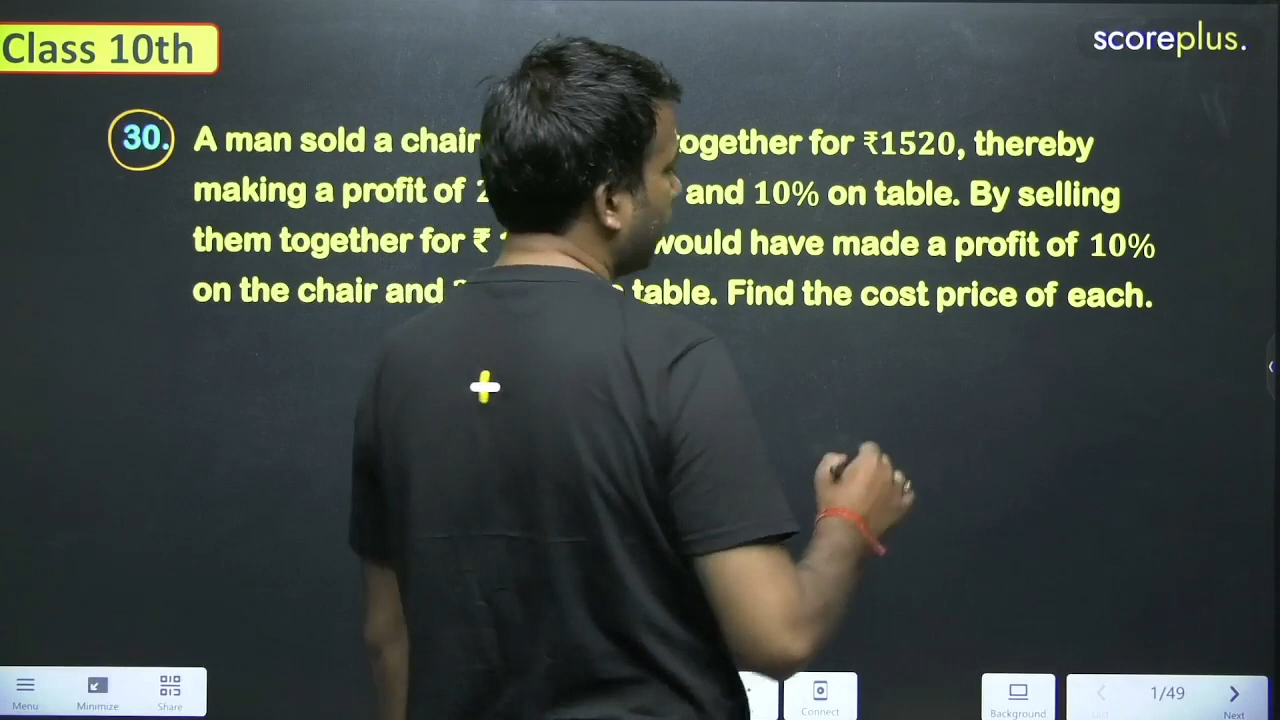 Class 10th
scoreplus.
30. A man sold a chair together for ₹1520, thereby
making a profit of and 10% on table. By selling
them together for ₹ would have made a profit of 10%
on the chair and table. Find the cost price of each.
Menu Minimize Share Connect Background 1/49 Next